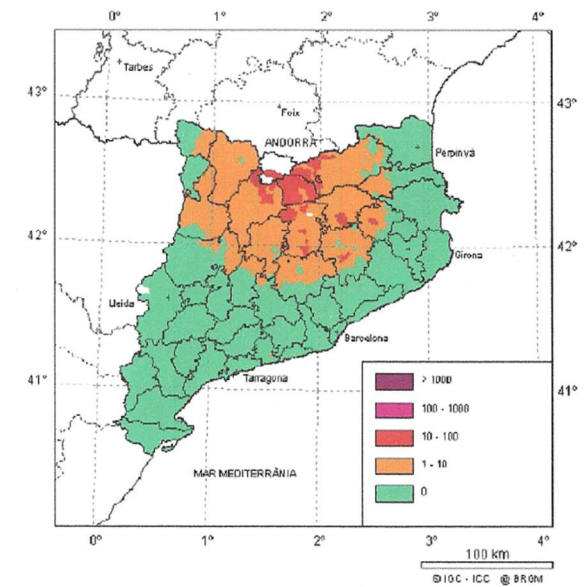 0° 1° 2° 3° 4°
Tarbes
43° 43°
Foix
ANDORRA
Perpinyà
42° 42°
Girona
Lleida
Barcelona
41° 41°
Tarragona
> 1000
100 - 1000
10 - 100
1 - 10
0
MAR MEDITERRÀNIA
0° 1° 2° 3° 4°
100 km
© IGC - ICC @ BRGM